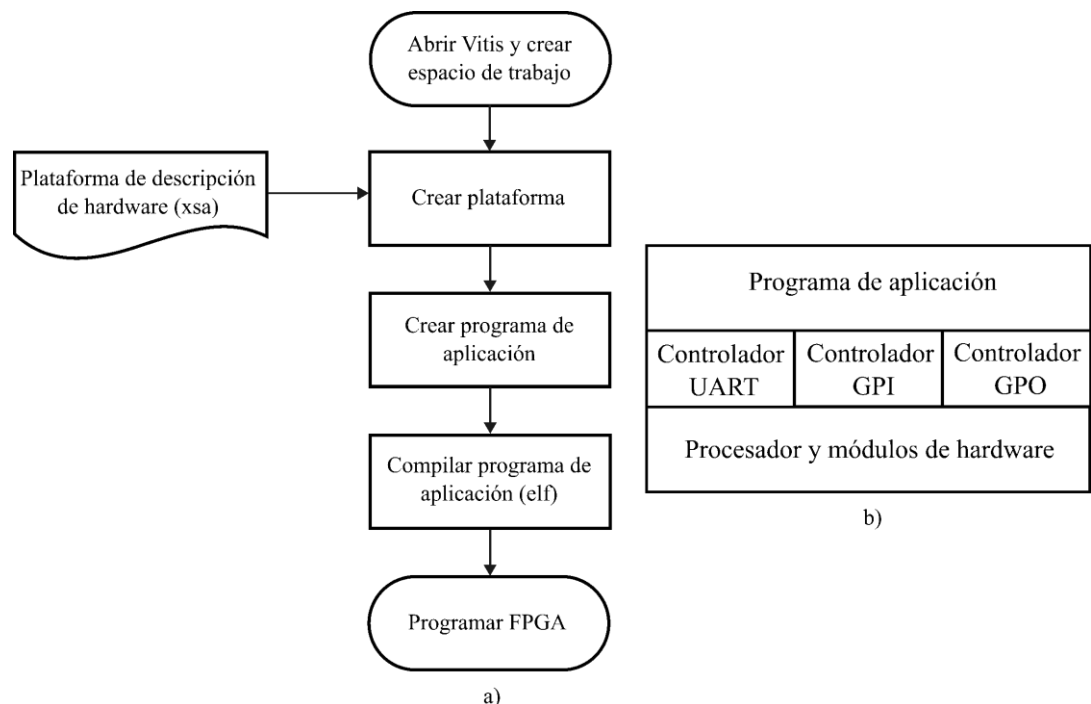 Abrir Vitis y crear
espacio de trabajo
Plataforma de descripción
de hardware (xsa)
Crear plataforma
Crear programa de
aplicación
Compilar programa de
aplicación (elf)
Programar FPGA
a)
Programa de aplicación
Controlador
UART
Controlador
GPI
Controlador
GPO
Procesador y módulos de hardware
b)